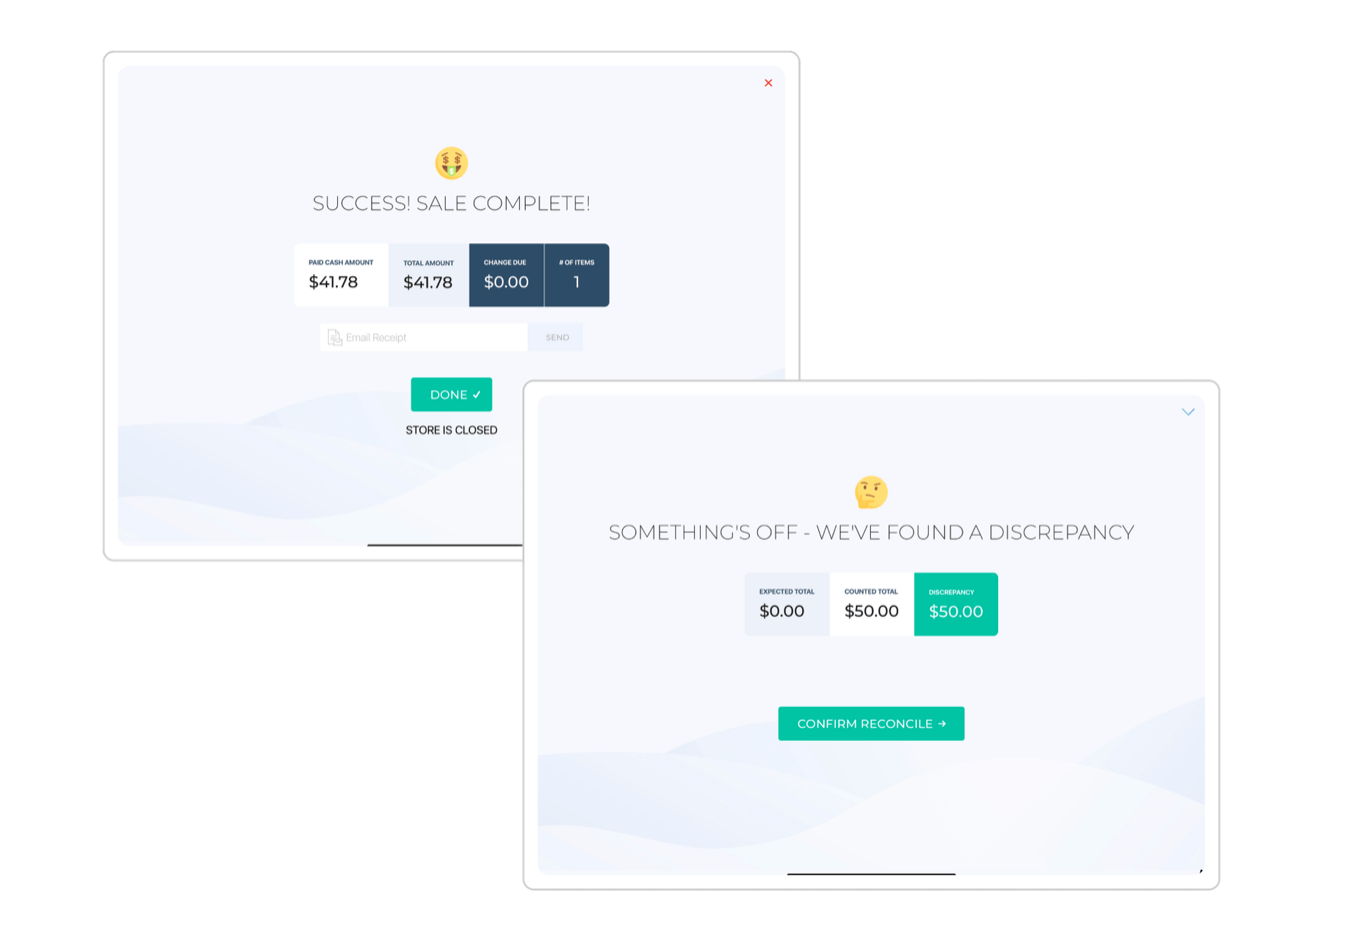 SUCCESS! SALE COMPLETE!
PAID CASH AMOUNT
$41.78
TOTAL AMOUNT
$41.78
CHANGE DUE
$0.00
# OF ITEMS
1
Email Receipt
SEND
DONE ✓
STORE IS CLOSED
SOMETHING'S OFF - WE'VE FOUND A DISCREPANCY
EXPECTED TOTAL
$0.00
COUNTED TOTAL
$50.00
DISCREPANCY
$50.00
CONFIRM RECONCILE →